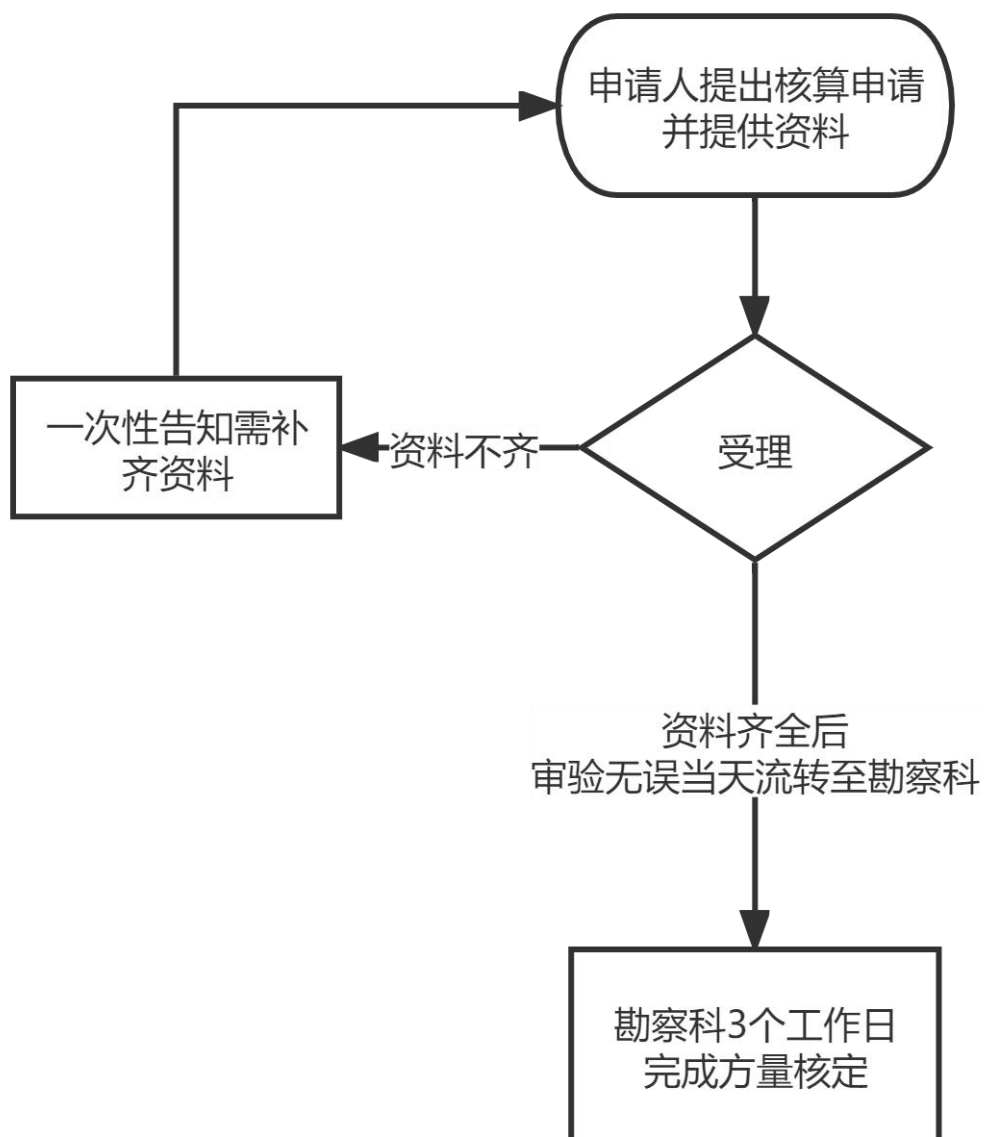 申请人提出核算申请
并提供资料
一次性告知需补
齐资料
资料不齐
受理
资料齐全后
审验无误当天流转至勘察科
勘察科3个工作日
完成方量核定